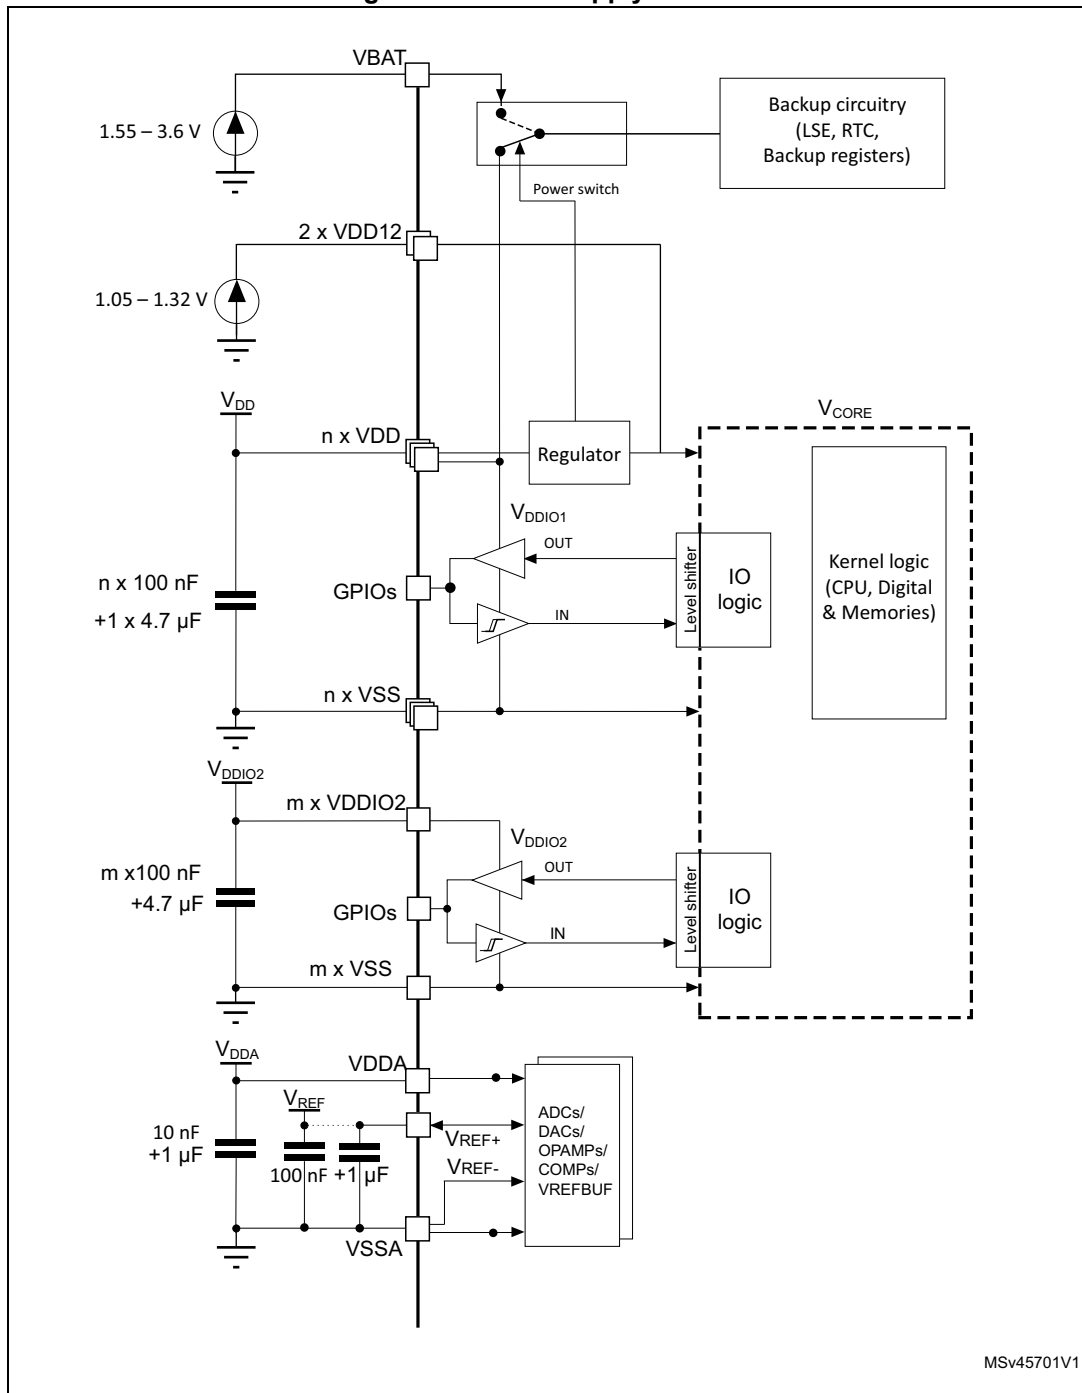 VBAT
1.55 – 3.6 V
Backup circuitry
(LSE, RTC,
Backup registers)
Power switch
2 x VDD12
1.05 – 1.32 V
VDD
n x VDD
Regulator
VCORE
VDDIO1
OUT
Level shifter
IO
logic
Kernel logic
(CPU, Digital
& Memories)
n x 100 nF
+1 x 4.7 µF
GPIOs
IN
n x VSS
VDDIO2
m x VDDIO2
VDDIO2
OUT
Level shifter
IO
logic
m x100 nF
+4.7 µF
GPIOs
IN
m x VSS
VDDA
VDDA
VREF
10 nF
+1 µF
100 nF
+1 µF
VREF+
VREF-
ADCs/
DACs/
OPAMPs/
COMPs/
VREFBUF
VSSA
MSv45701V1